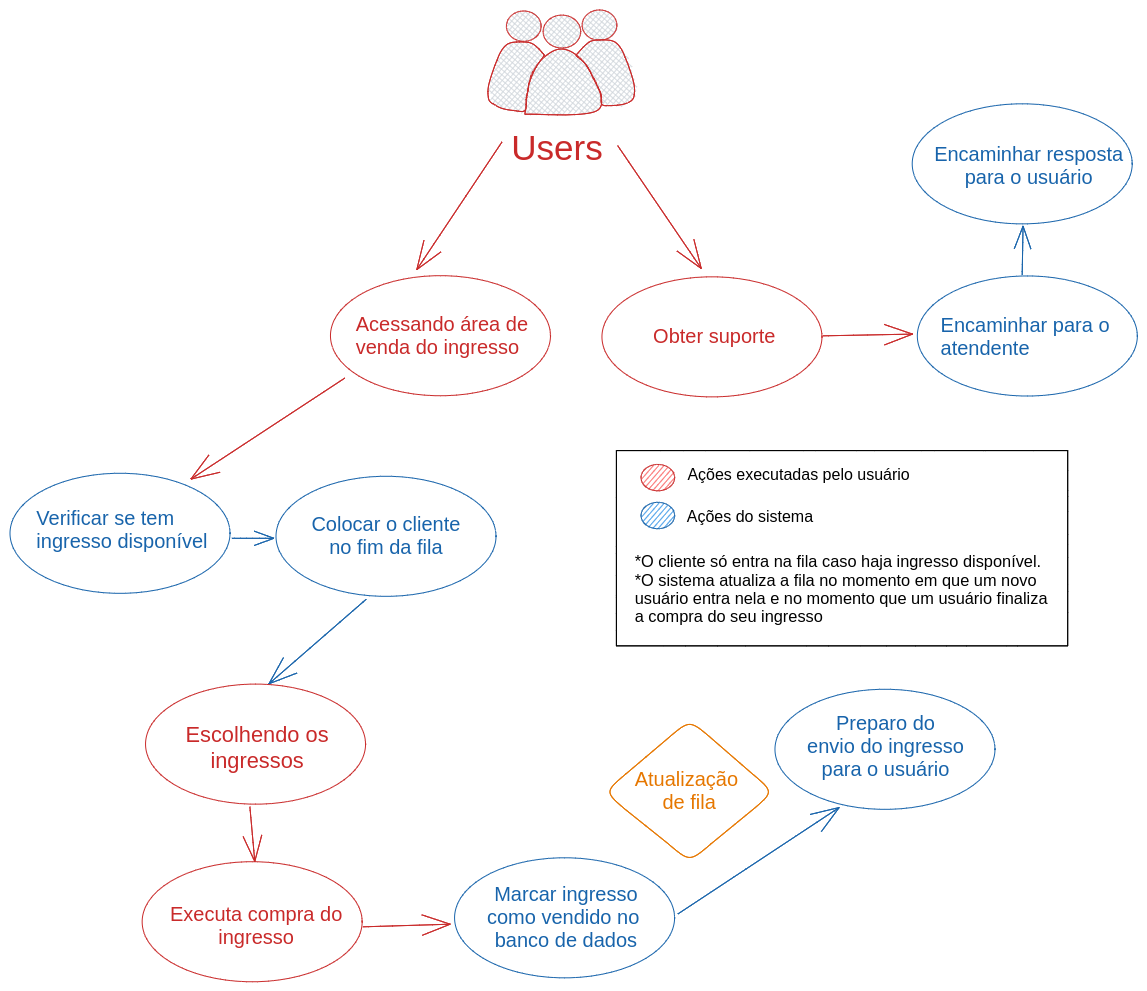 Users
Encaminhar resposta
para o usuário
Acessando área de
venda do ingresso
Obter suporte
Encaminhar para o
atendente
Verificar se tem
ingresso disponível
Colocar o cliente
no fim da fila
Ações executadas pelo usuário
Ações do sistema
*O cliente só entra na fila caso haja ingresso disponível.
*O sistema atualiza a fila no momento em que um novo
usuário entra nela e no momento que um usuário finaliza
a compra do seu ingresso
Escolhendo os
ingressos
Atualização
de fila
Preparo do
envio do ingresso
para o usuário
Executa compra do
ingresso
Marcar ingresso
como vendido no
banco de dados